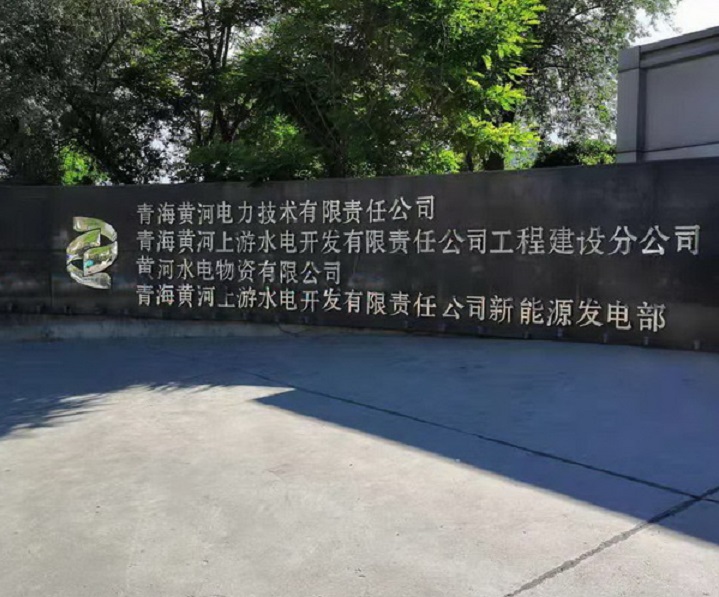 青海黄河电力技术有限责任公司
青海黄河上游水电开发有限责任公司工程建设分公司
黄河水电物资有限公司
青海黄河上游水电开发有限责任公司新能源发电部